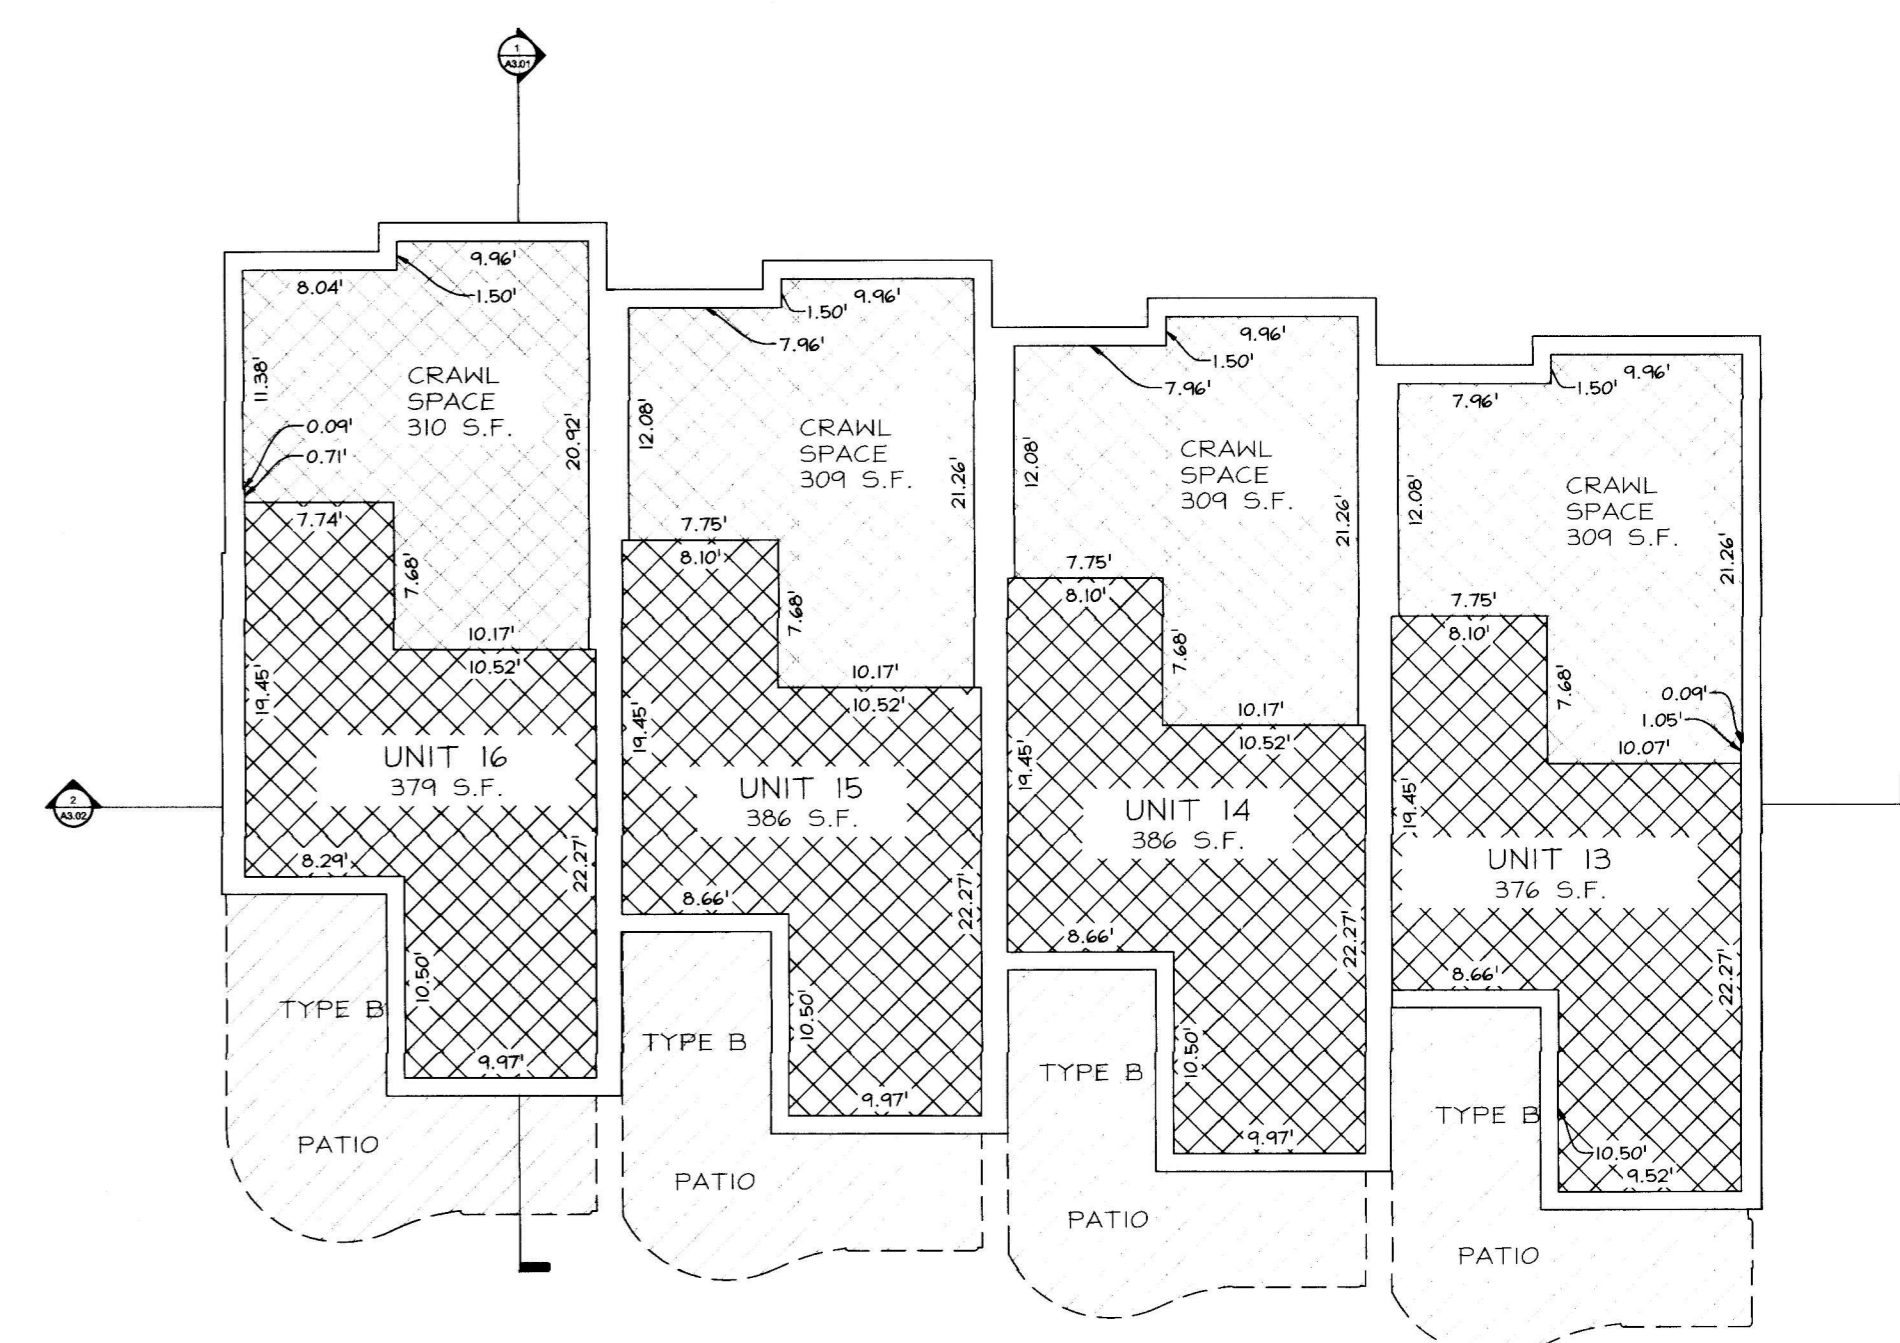 1
A3.01
9.96'
8.04'
1.50'
11.38'
CRAWL
SPACE
310 S.F.
20.92'
0.09'
0.71'
7.74'
7.68'
10.17'
10.52'
19.45'
UNIT 16
379 S.F.
8.29'
22.27'
10.50'
9.97'
TYPE B
PATIO
2
A3.02
9.96'
1.50'
7.96'
12.08'
CRAWL
SPACE
309 S.F.
21.26'
7.75'
8.10'
7.68'
10.17'
10.52'
19.45'
UNIT 15
386 S.F.
8.66'
22.27'
10.50'
9.97'
TYPE B
PATIO
9.96'
1.50'
7.96'
12.08'
CRAWL
SPACE
309 S.F.
21.26'
7.75'
8.10'
7.68'
10.17'
10.52'
19.45'
UNIT 14
386 S.F.
8.66'
22.27'
10.50'
9.97'
TYPE B
PATIO
9.96'
1.50'
7.96'
12.08'
CRAWL
SPACE
309 S.F.
21.26'
7.75'
8.10'
7.68'
0.09'
1.05'
10.07'
19.45'
UNIT 13
376 S.F.
8.66'
22.27'
10.50'
9.52'
TYPE B
PATIO